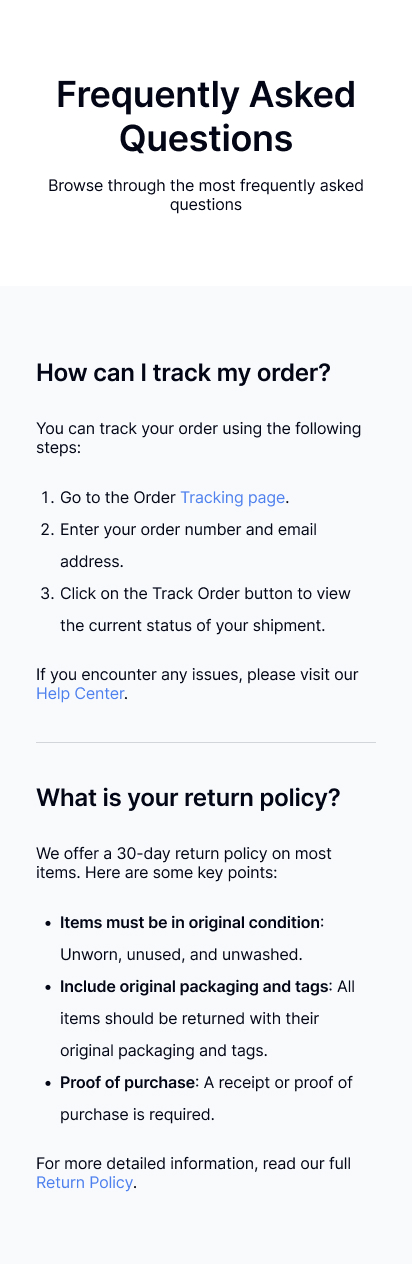 Frequently Asked
Questions
Browse through the most frequently asked
questions
How can I track my order?
You can track your order using the following
steps:
1. Go to the Order Tracking page.
2. Enter your order number and email
address.
3. Click on the Track Order button to view
the current status of your shipment.
If you encounter any issues, please visit our
Help Center.
What is your return policy?
We offer a 30-day return policy on most
items. Here are some key points:
• Items must be in original condition:
Unworn, unused, and unwashed.
• Include original packaging and tags: All
items should be returned with their
original packaging and tags.
• Proof of purchase: A receipt or proof of
purchase is required.
For more detailed information, read our full
Return Policy.